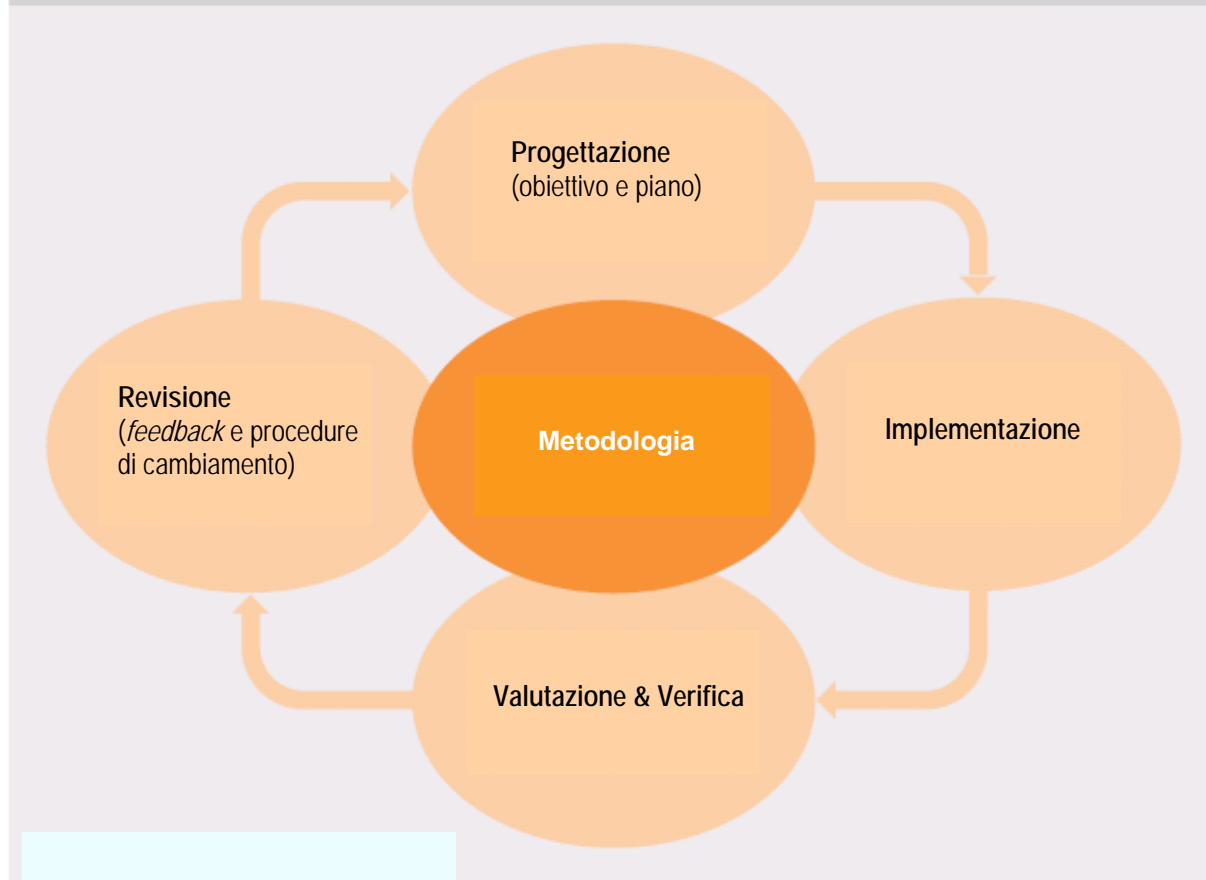 Progettazione
(obiettivo e piano)
Revisione
(feedback e procedure
di cambiamento)
Metodologia
Implementazione
Valutazione & Verifica